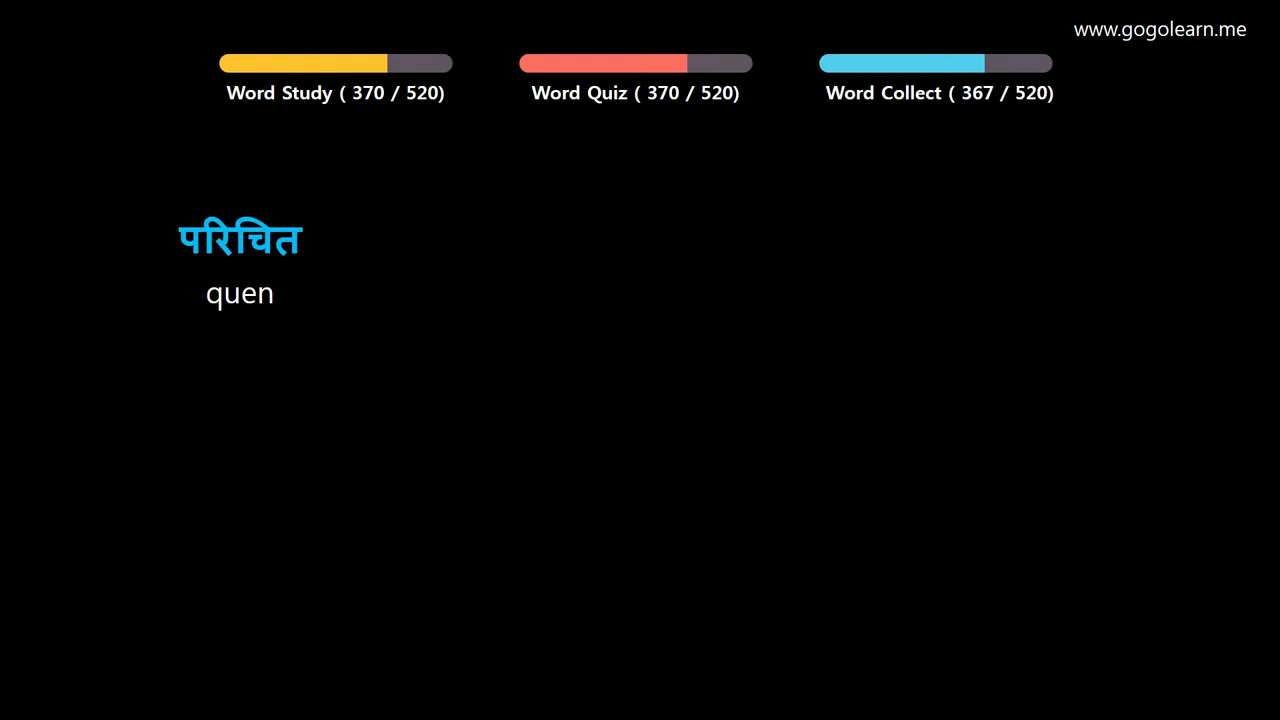 www.gogolearn.me
Word Study ( 370 / 520)
Word Quiz ( 370 / 520)
Word Collect ( 367 / 520)
परिचित
quen